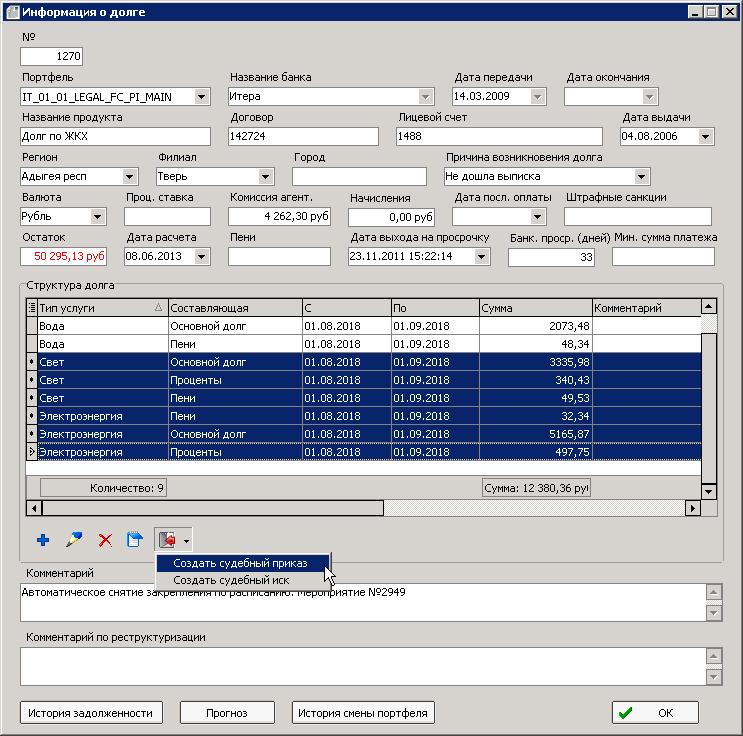 Информация о долге
№
1270
Портфель Название банка Дата передачи Дата окончания
IT_01_01_LEGAL_FC_PI_MAIN Итера 14.03.2009
Название продукта Договор Лицевой счет Дата выдачи
Долг по ЖКХ 142724 1488 04.08.2006
Регион Филиал Город Причина возникновения долга
Адыгея респ Тверь Не дошла выписка
Валюта Проц. ставка Комиссия агент. Начисления Дата посл. оплаты Штрафные санкции
Рубль 4 262,30 руб 0,00 руб
Остаток Дата расчета Пени Дата выхода на просрочку Банк. проср. (дней) Мин. сумма платежа
50 295,13 руб 08.06.2013 23.11.2011 15:22:14 33
Структура долга
Тип услуги Составляющая С По Сумма Комментарий
Вода Основной долг 01.08.2018 01.09.2018 2073,48
Вода Пени 01.08.2018 01.09.2018 48,34
Свет Основной долг 01.08.2018 01.09.2018 3335,98
Свет Проценты 01.08.2018 01.09.2018 340,43
Свет Пени 01.08.2018 01.09.2018 49,53
Электроэнергия Пени 01.08.2018 01.09.2018 32,34
Электроэнергия Основной долг 01.08.2018 01.09.2018 5165,87
Электроэнергия Проценты 01.08.2018 01.09.2018 497,75
Количество: 9 Сумма: 12 380,36 ру
Создать судебный приказ
Создать судебный иск
Комментарий
Автоматическое снятие закрепления по расписанию. Мероприятие №2949
Комментарий по реструктуризации
История задолженности Прогноз История смены портфеля OK